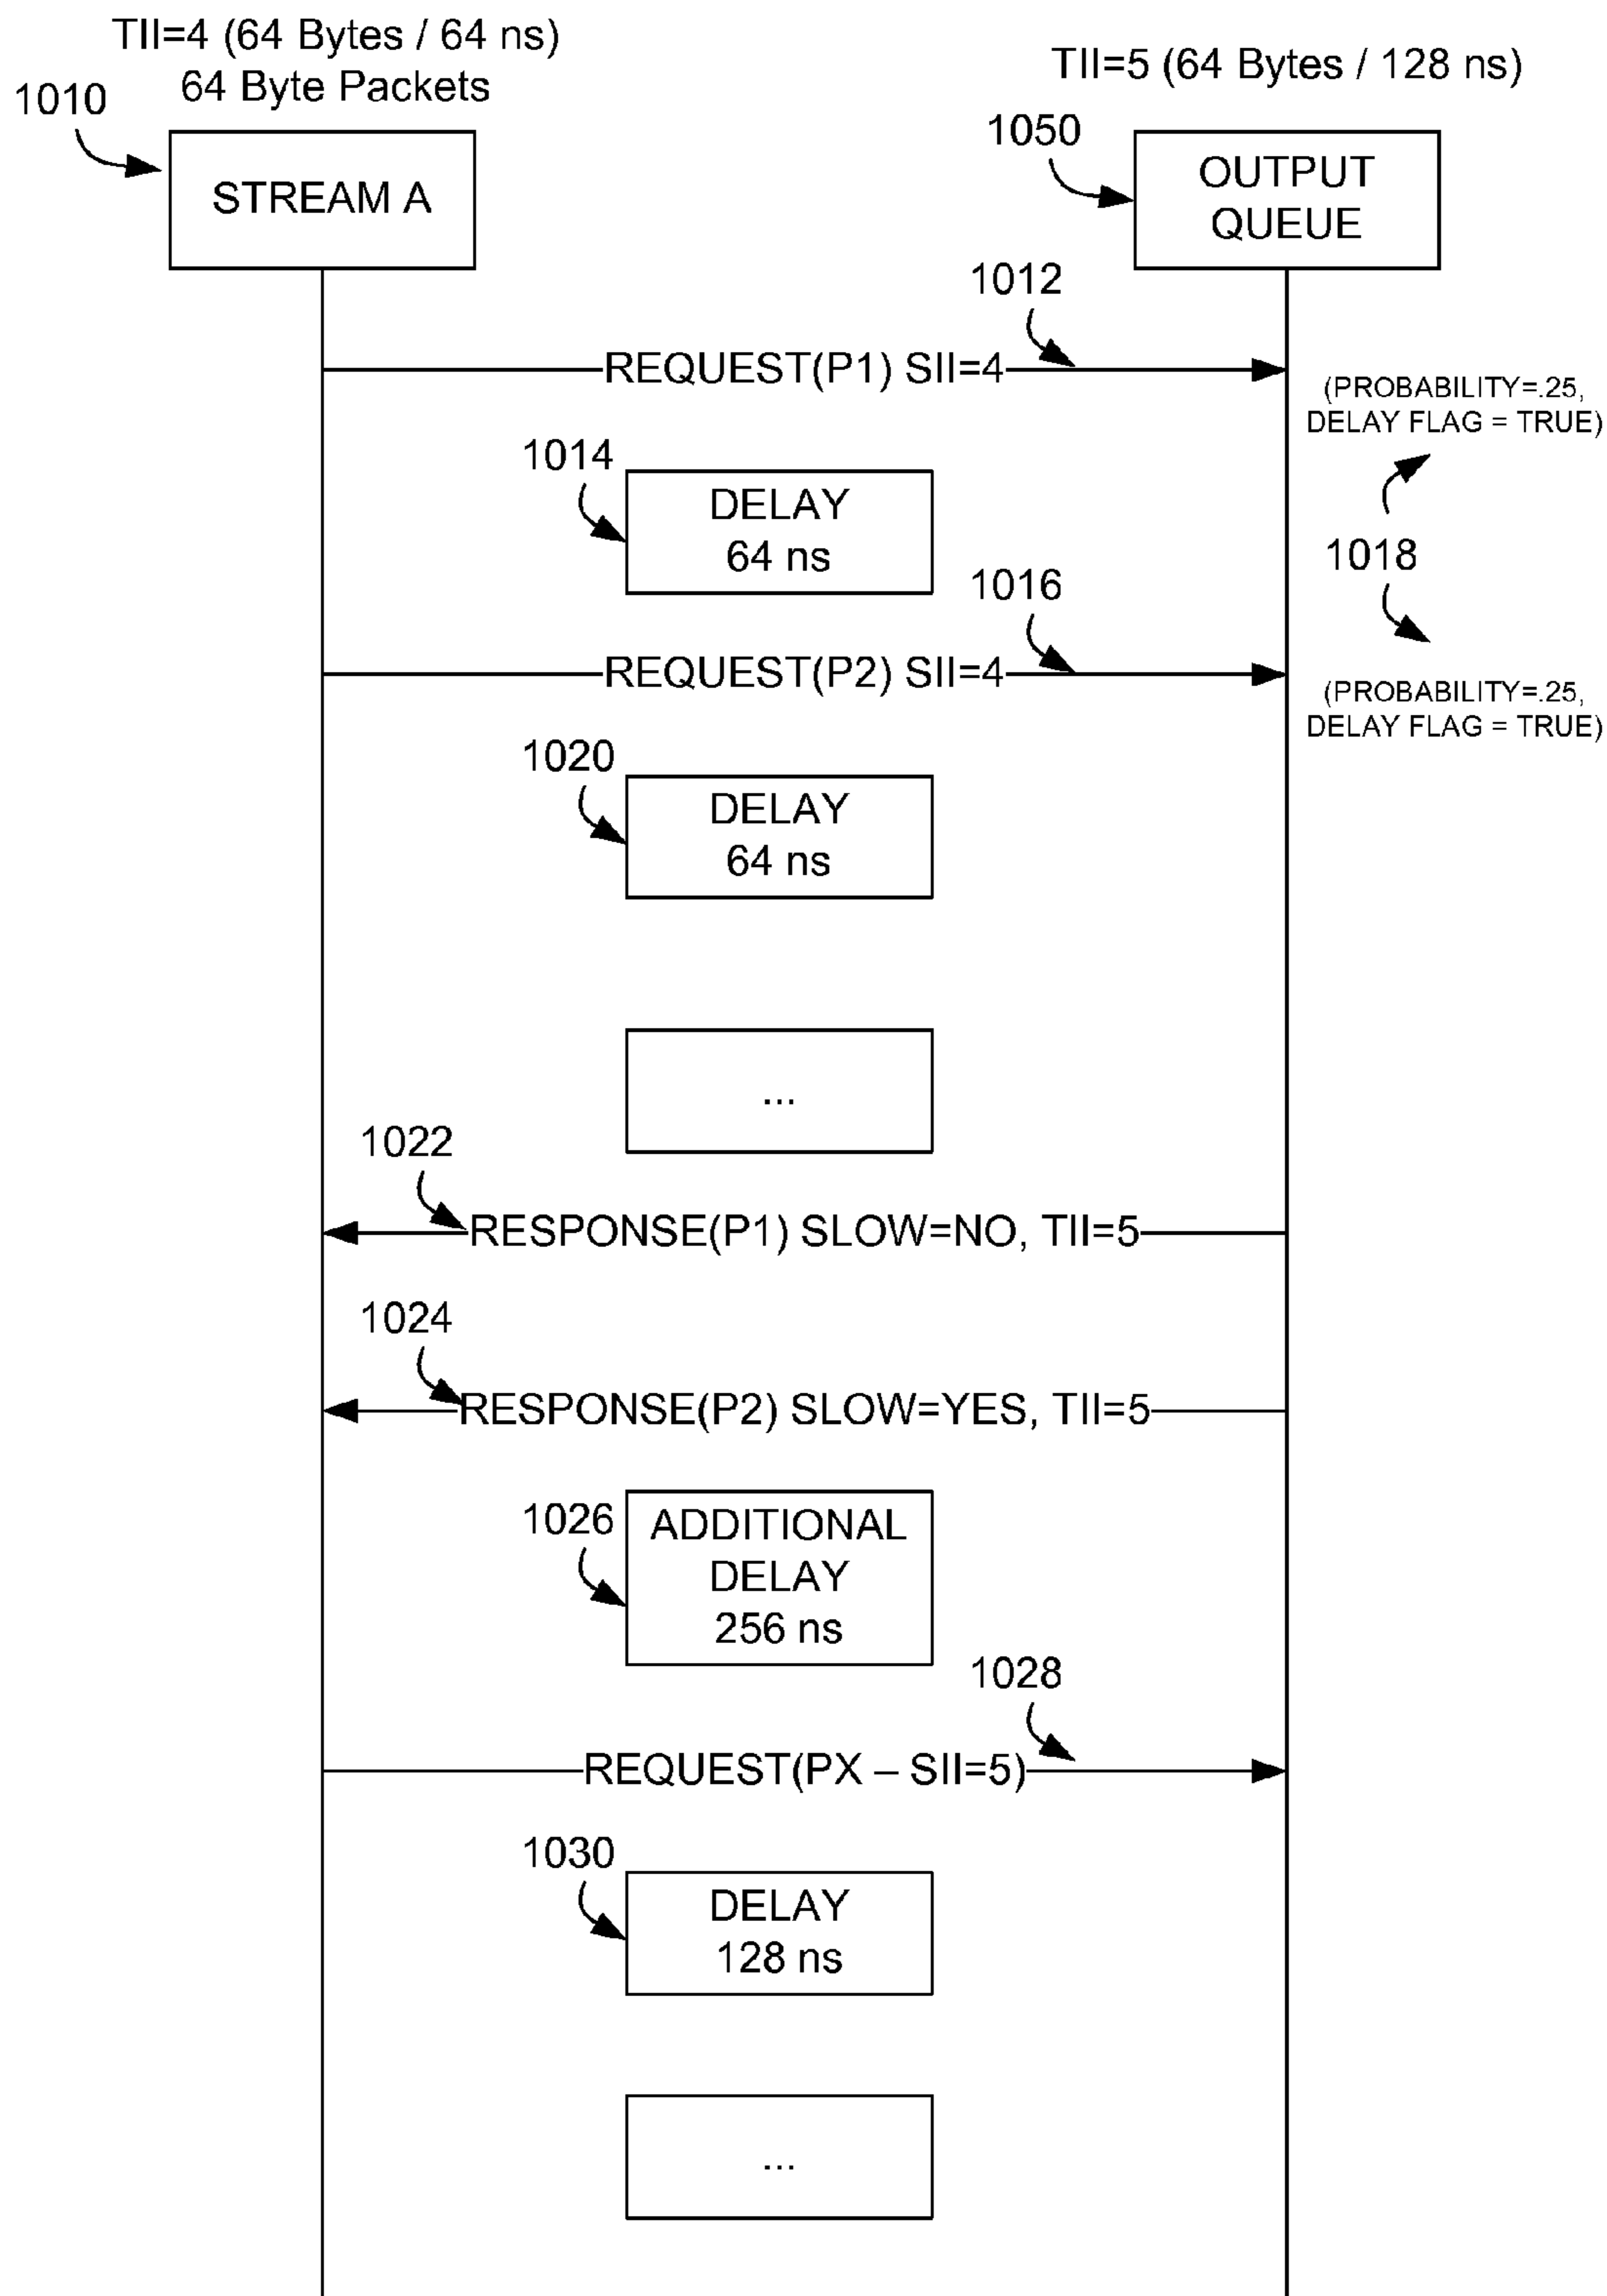 TII=4 (64 Bytes / 64 ns)
64 Byte Packets
1010
STREAM A
TII=5 (64 Bytes / 128 ns)
1050
OUTPUT
QUEUE
1012
REQUEST(P1) SII=4
(PROBABILITY=.25,
DELAY FLAG = TRUE)
1014
DELAY
64 ns
1018
1016
REQUEST(P2) SII=4
(PROBABILITY=.25,
DELAY FLAG = TRUE)
1020
DELAY
64 ns
...
1022
RESPONSE(P1) SLOW=NO, TII=5
1024
RESPONSE(P2) SLOW=YES, TII=5
1026
ADDITIONAL
DELAY
256 ns
1028
REQUEST(PX – SII=5)
1030
DELAY
128 ns
...